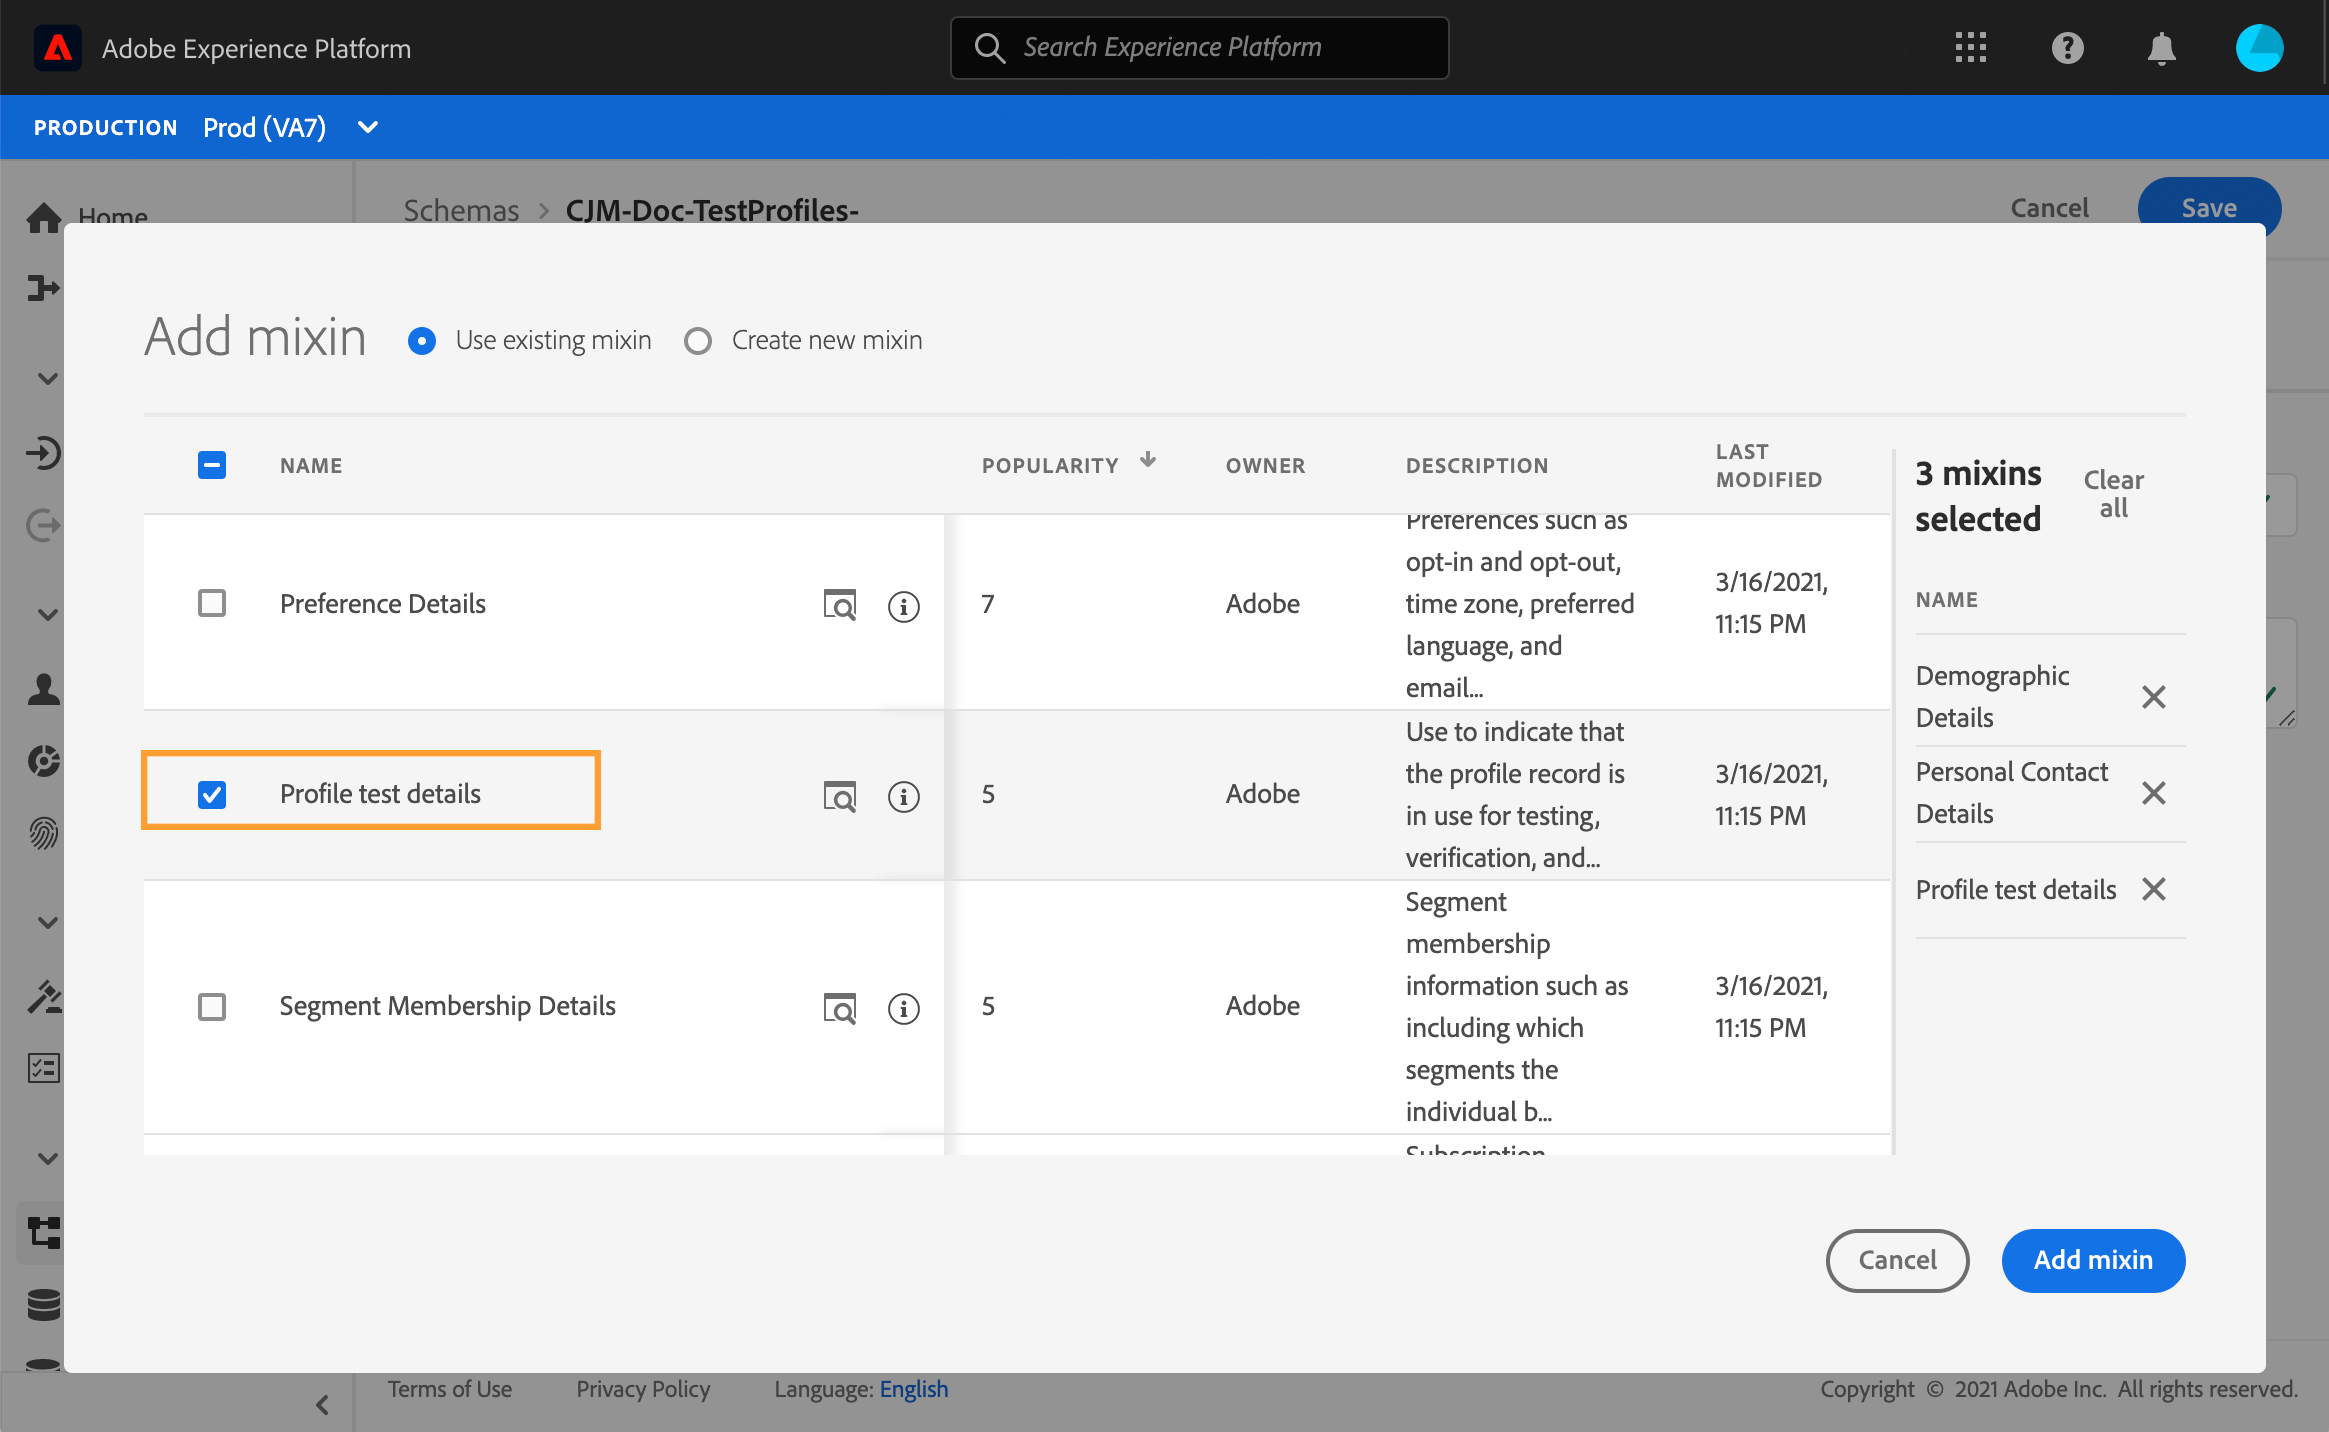 Adobe Experience Platform
Search Experience Platform
PRODUCTION Prod (VA7)
Home
Schemas > CJM-Doc-TestProfiles-
Cancel
Save
Add mixin
Use existing mixin
Create new mixin
NAME
POPULARITY
OWNER
DESCRIPTION
LAST
MODIFIED
Preference Details
7
Adobe
Preferences such as
opt-in and opt-out,
time zone, preferred
language, and
email...
3/16/2021,
11:15 PM
Profile test details
5
Adobe
Use to indicate that
the profile record is
in use for testing,
verification, and...
3/16/2021,
11:15 PM
Segment Membership Details
5
Adobe
Segment
membership
information such as
including which
segments the
individual b...
3/16/2021,
11:15 PM
Subscription
3 mixins
selected
Clear
all
NAME
Demographic
Details
Personal Contact
Details
Profile test details
Cancel
Add mixin
Terms of Use
Privacy Policy
Language: English
Copyright © 2021 Adobe Inc. All rights reserved.